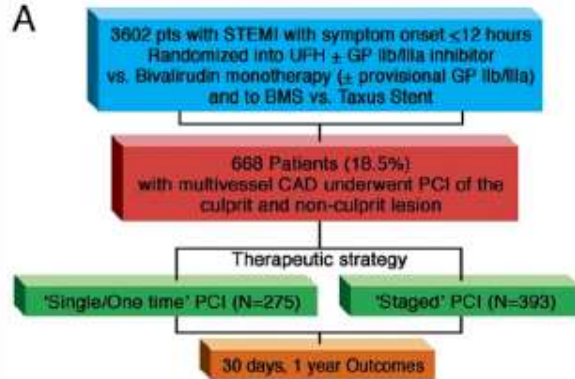 A
3602 pts with STEMI with symptom onset <12 hours
Randomized into UFH ± GP IIb/IIIa inhibitor
vs. Bivalirudin monotherapy (± provisional GP IIb/IIIa)
and to BMS vs. Taxus Stent
668 Patients (18.5%)
with multivessel CAD underwent PCI of the
culprit and non-culprit lesion
Therapeutic strategy
'Single/One time' PCI (N=275)
'Staged' PCI (N=393)
30 days, 1 year Outcomes